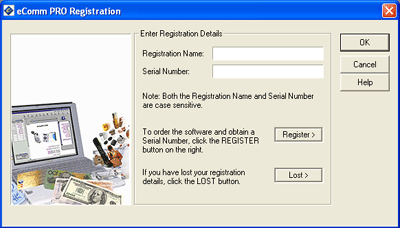 eComm PRO Registration
Enter Registration Details
Registration Name:
Serial Number:
Note: Both the Registration Name and Serial Number
are case sensitive.
To order the software and obtain a
Serial Number, click the REGISTER
button on the right.
Register >
If you have lost your registration
details, click the LOST button.
Lost >
OK
Cancel
Help